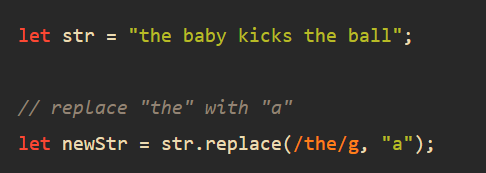 let str = "the baby kicks the ball";
// replace "the" with "a"
let newStr = str.replace(/the/g, "a");